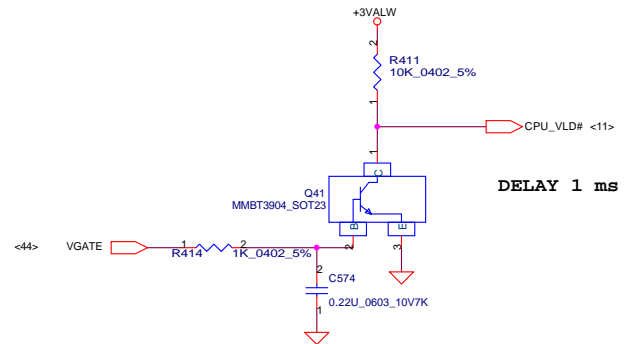 +3VALW
2
R411
10K_0402_5%
1
CPU_VLD# <11>
1
C
Q41
MMBT3904_SOT23
DELAY 1 ms
B
E
<44> VGATE
1
2
2
3
R414 1K_0402_5%
2
C574
0.22U_0603_10V7K
1